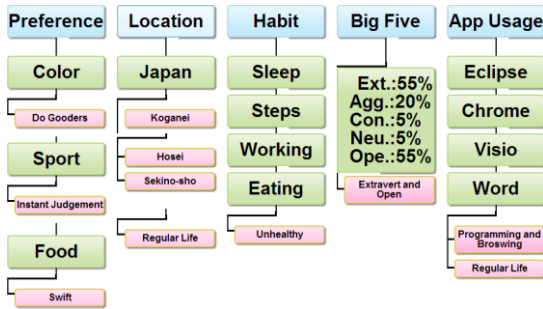 Preference
Color
Do Gooders
Sport
Instant Judgement
Food
Swift
Location
Japan
Koganei
Hosei
Sekino-sho
Regular Life
Habit
Sleep
Steps
Working
Eating
Unhealthy
Big Five
Ext.:55%
Agg.:20%
Con.:5%
Neu.:5%
Ope.:55%
Extravert and
Open
App Usage
Eclipse
Chrome
Visio
Word
Programming and
Broswing
Regular Life